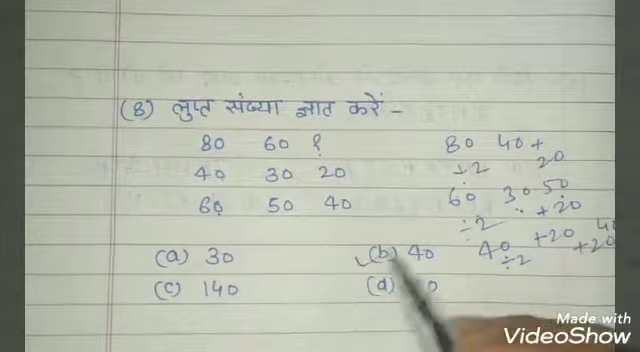 (8) लुप्त संख्या ज्ञात करें -
80 60 ?
40 30 20
60 50 40
80 40 +
÷2 20
60 30 50
÷2 +20
40 +20 40
÷2 +20
(a) 30 (b) 40
(c) 140 (d)
Made with
VideoShow